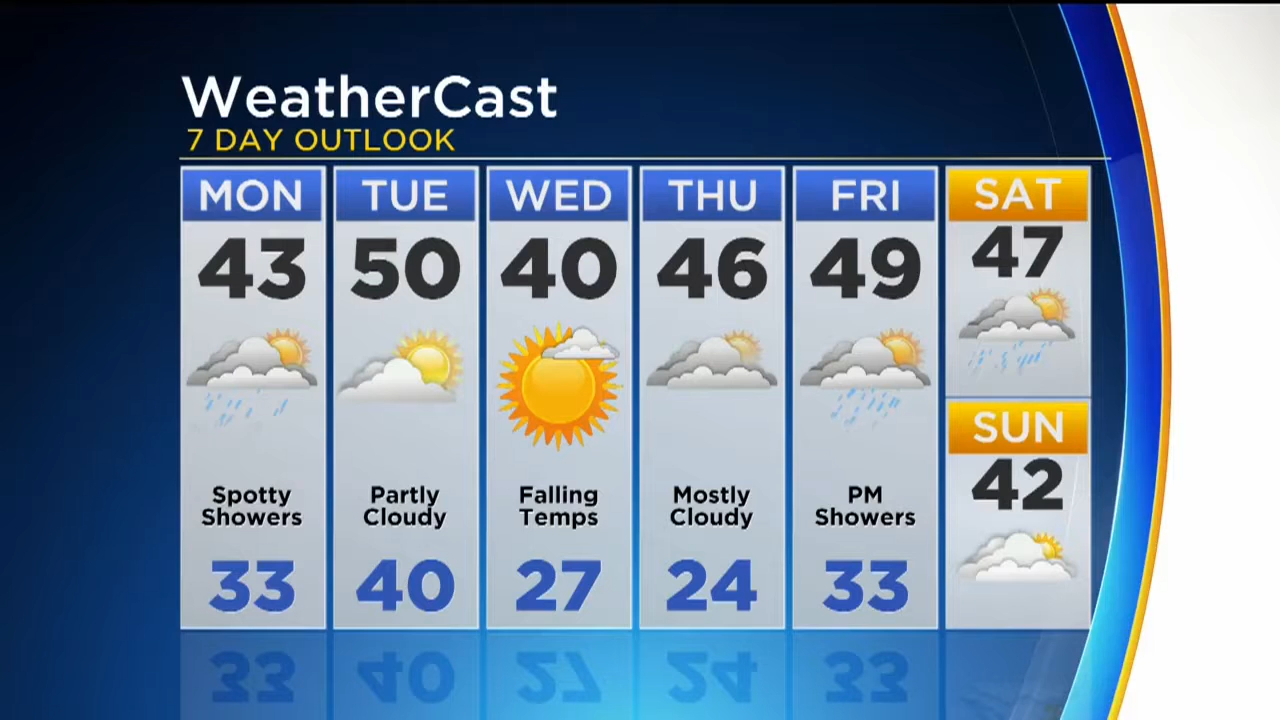 WeatherCast
7 DAY OUTLOOK
MON
43
Spotty
Showers
33
TUE
50
Partly
Cloudy
40
WED
40
Falling
Temps
27
THU
46
Mostly
Cloudy
24
FRI
49
PM
Showers
33
SAT
47
SUN
42